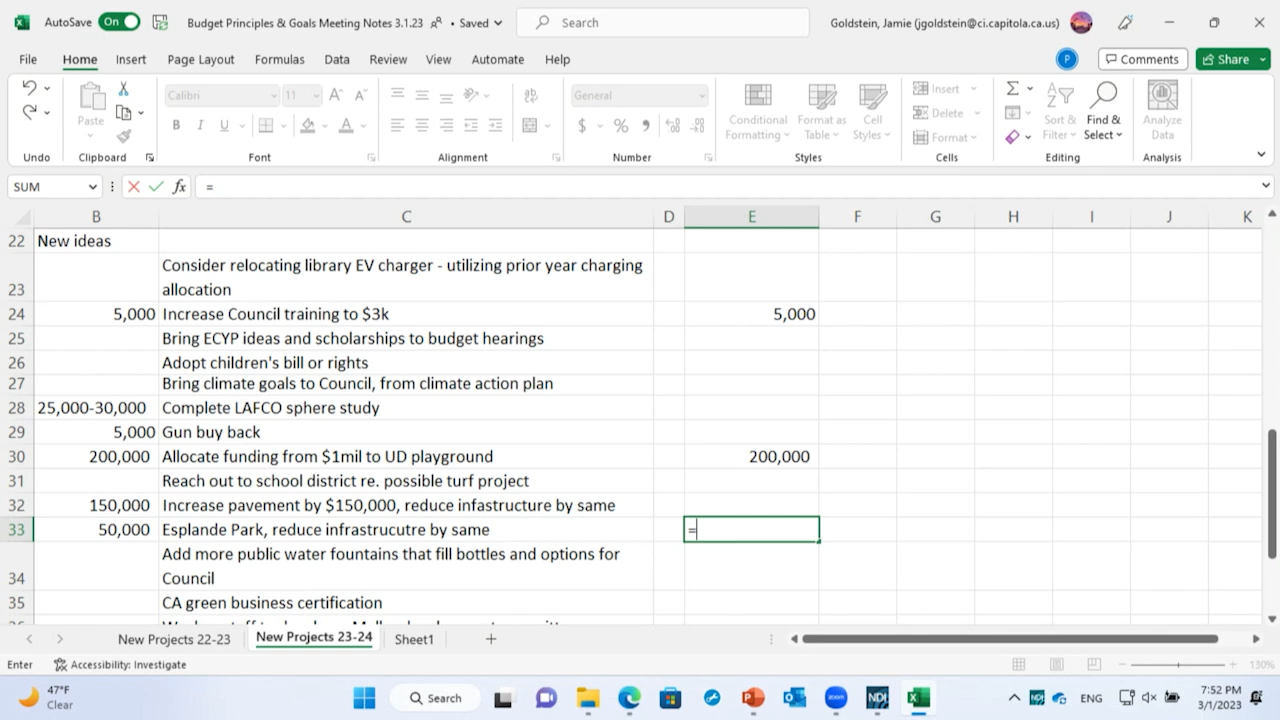 AutoSave On Budget Principles & Goals Meeting Notes 3.1.23 • Saved Search Goldstein, Jamie (jgoldstein@ci.capitola.ca.us)
File Home Insert Page Layout Formulas Data Review View Automate Help P Comments Share
Paste Calibri 11 A A General Insert Σ
B I U A $ % , Conditional Formatting Format as Table Cell Styles Delete Format Sort & Filter Find & Select Analyze Data
Undo Clipboard Font Alignment Number Styles Cells Editing Analysis
SUM fx =
B C D E F G H I J K
22 New ideas
23 Consider relocating library EV charger - utilizing prior year charging
allocation
24 5,000 Increase Council training to $3k 5,000
25 Bring ECYP ideas and scholarships to budget hearings
26 Adopt children's bill or rights
27 Bring climate goals to Council, from climate action plan
28 25,000-30,000 Complete LAFCO sphere study
29 5,000 Gun buy back
30 200,000 Allocate funding from $1mil to UD playground 200,000
31 Reach out to school district re. possible turf project
32 150,000 Increase pavement by $150,000, reduce infastructure by same
33 50,000 Esplande Park, reduce infrastrucutre by same =
34 Add more public water fountains that fill bottles and options for
Council
35 CA green business certification
New Projects 22-23 New Projects 23-24 Sheet1 +
Enter Accessibility: Investigate 130%
47°F
Clear
Search zoom NDI ENG 7:52 PM
3/1/2023